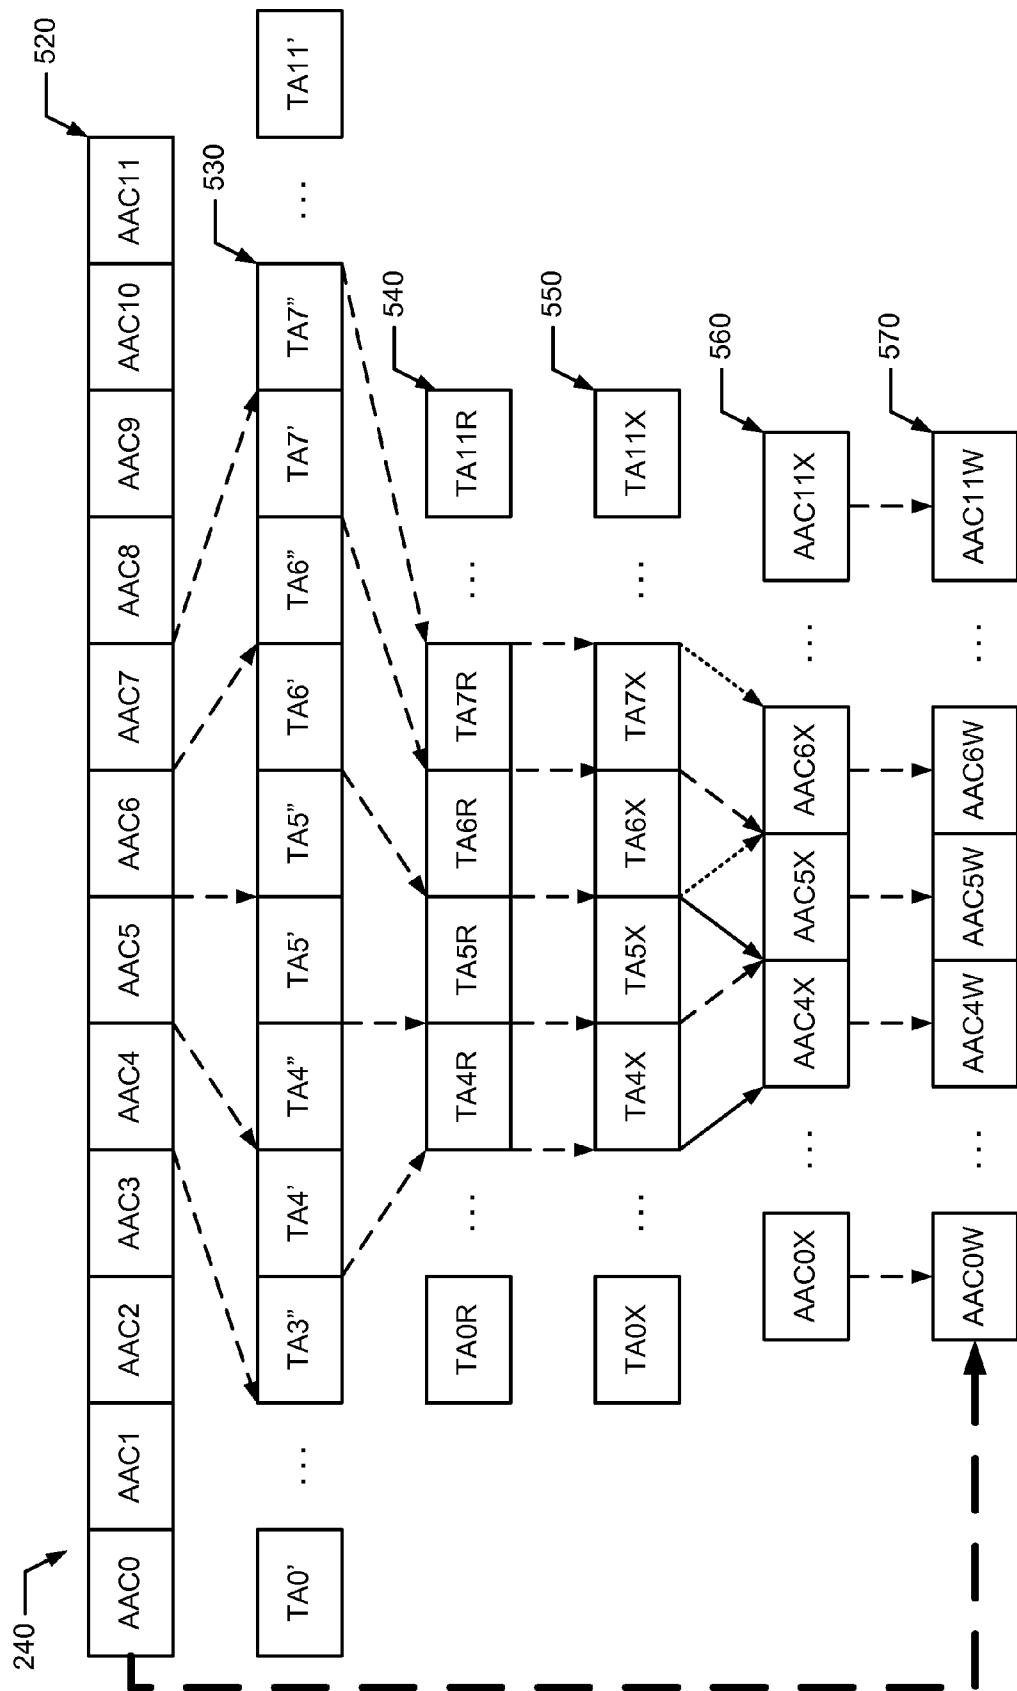 240
520
AAC0 AAC1 AAC2 AAC3 AAC4 AAC5 AAC6 AAC7 AAC8 AAC9 AAC10 AAC11
530
TA0' ... TA3" TA4' TA4" TA5' TA5" TA6' TA6" TA7' TA7" ... TA11'
540
TA0R ... TA4R TA5R TA6R TA7R ... TA11R
550
TA0X ... TA4X TA5X TA6X TA7X ... TA11X
560
AAC0X ... AAC4X AAC5X AAC6X ... AAC11X
570
AAC0W ... AAC4W AAC5W AAC6W ... AAC11W